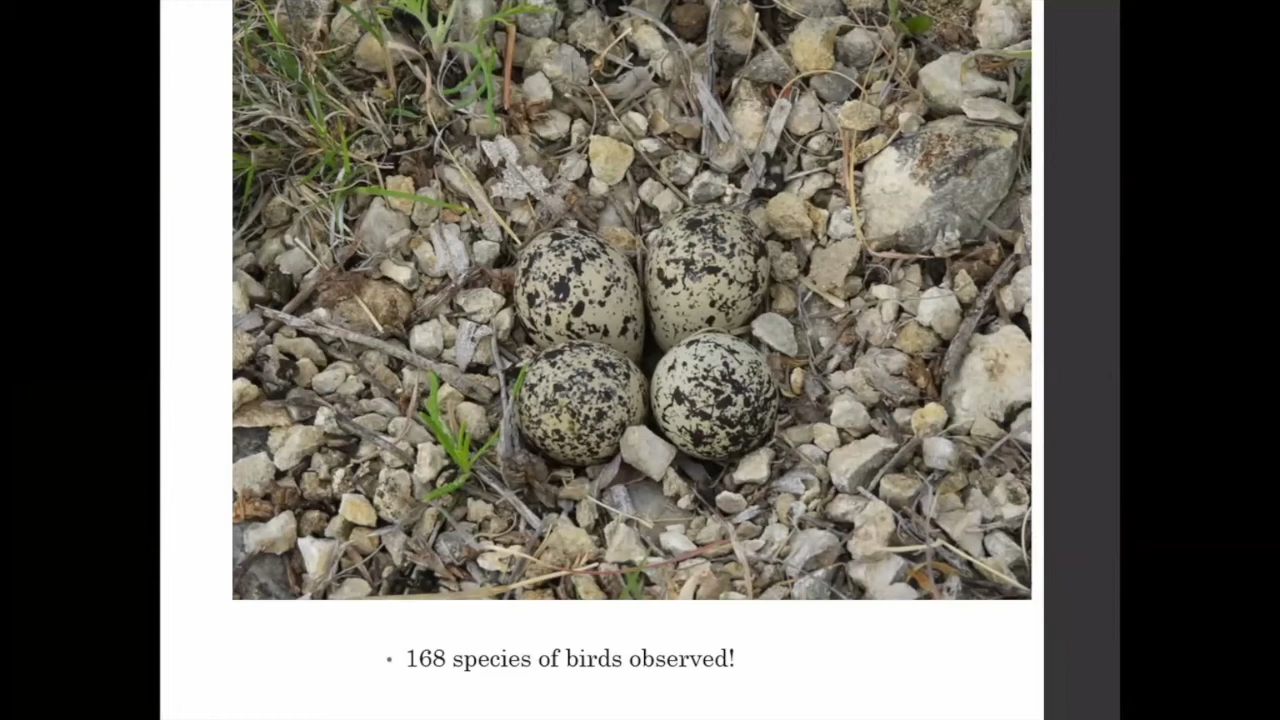 • 168 species of birds observed!